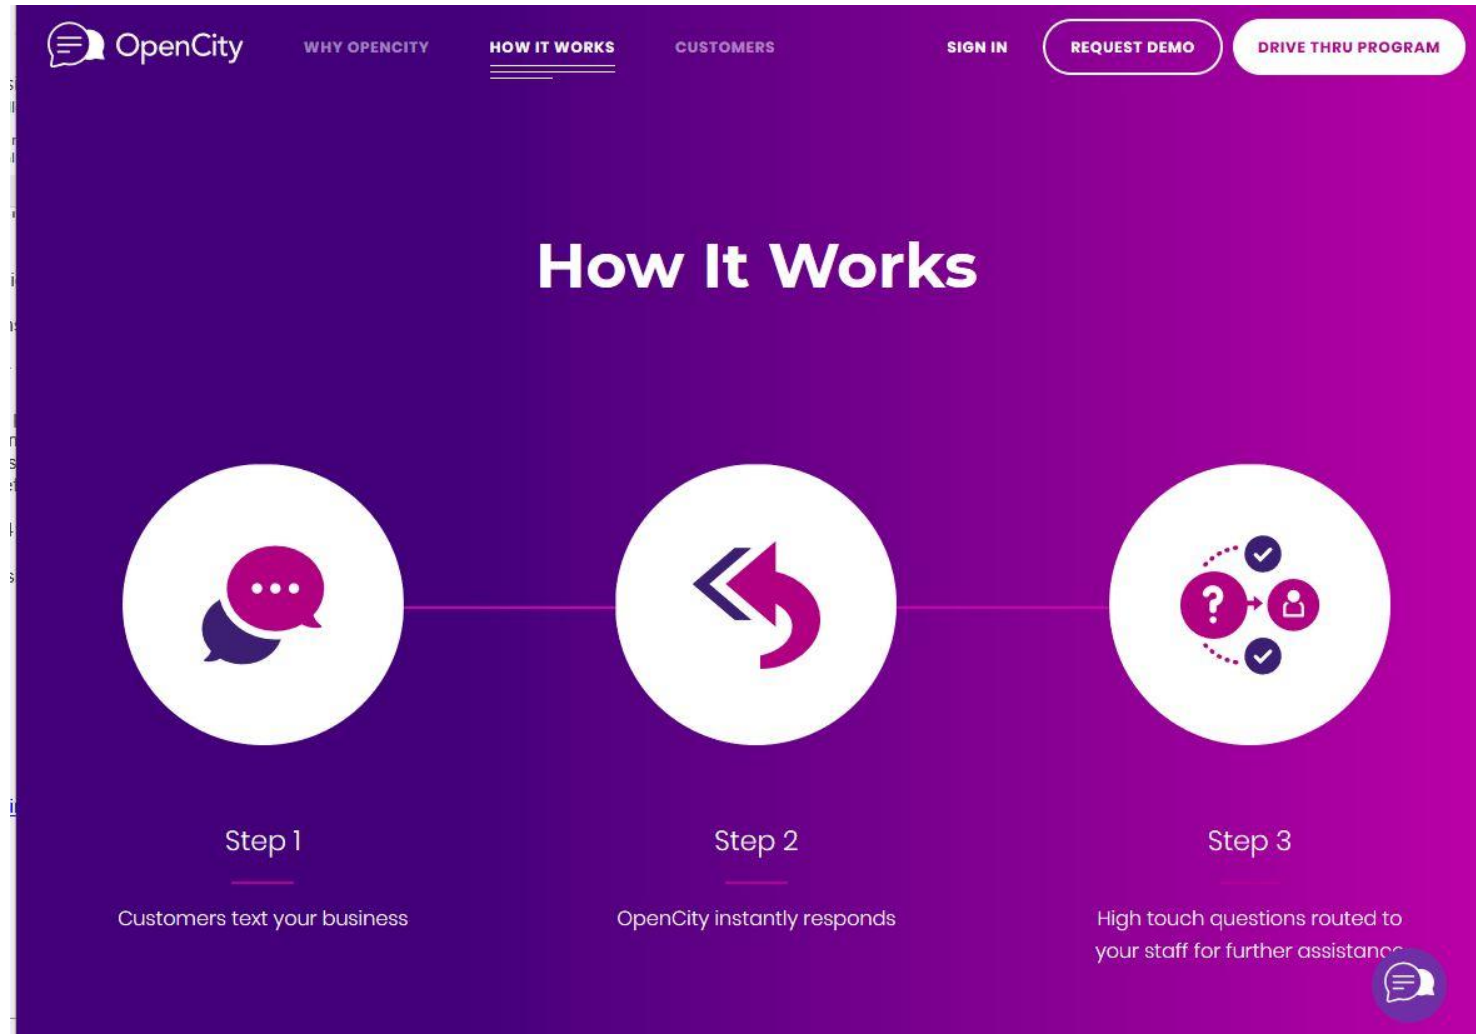 OpenCity
WHY OPENCITY
HOW IT WORKS
CUSTOMERS
SIGN IN
REQUEST DEMO
DRIVE THRU PROGRAM
How It Works
Step 1
Customers text your business
Step 2
OpenCity instantly responds
Step 3
High touch questions routed to
your staff for further assistance